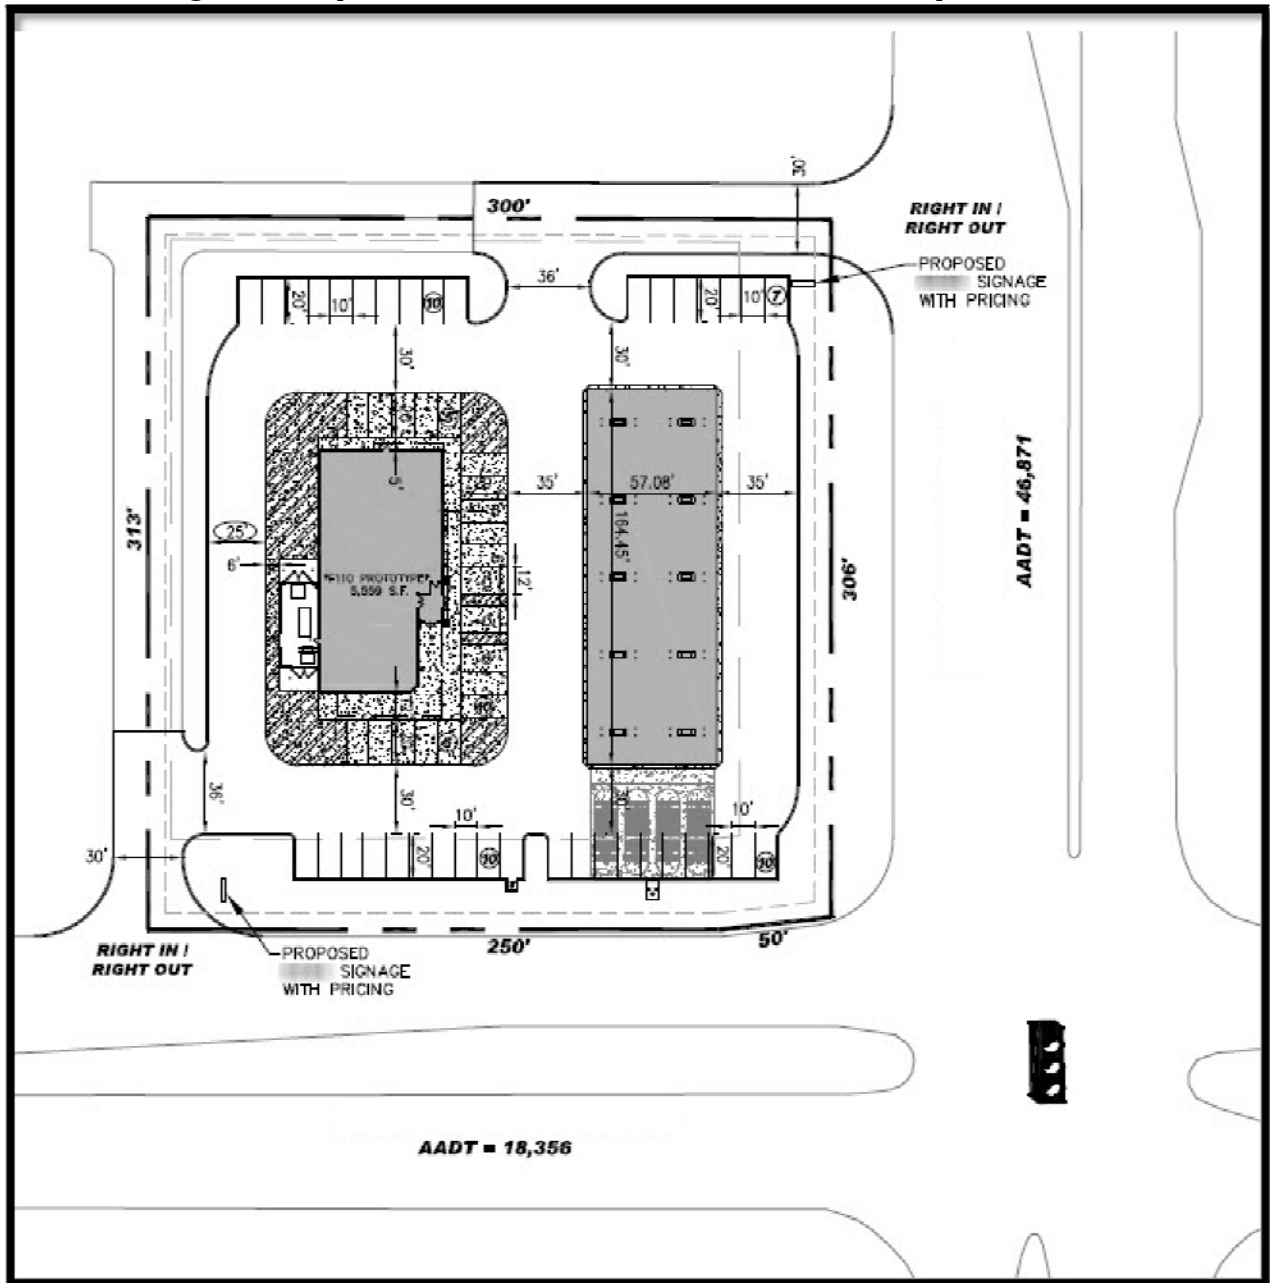 300'
30'
RIGHT IN /
RIGHT OUT
PROPOSED
SIGNAGE
WITH PRICING
36'
20'
10'
10
20'
10'
7
30'
30'
5'
35'
57.08'
35'
164.45'
AADT = 46,871
313'
25'
6'
12'
306'
"F110 PROTOTYPE"
5,559 S.F.
36'
30'
10'
20'
10
30'
10'
20'
10
30'
RIGHT IN /
RIGHT OUT
PROPOSED
SIGNAGE
WITH PRICING
250'
50'
AADT = 18,356